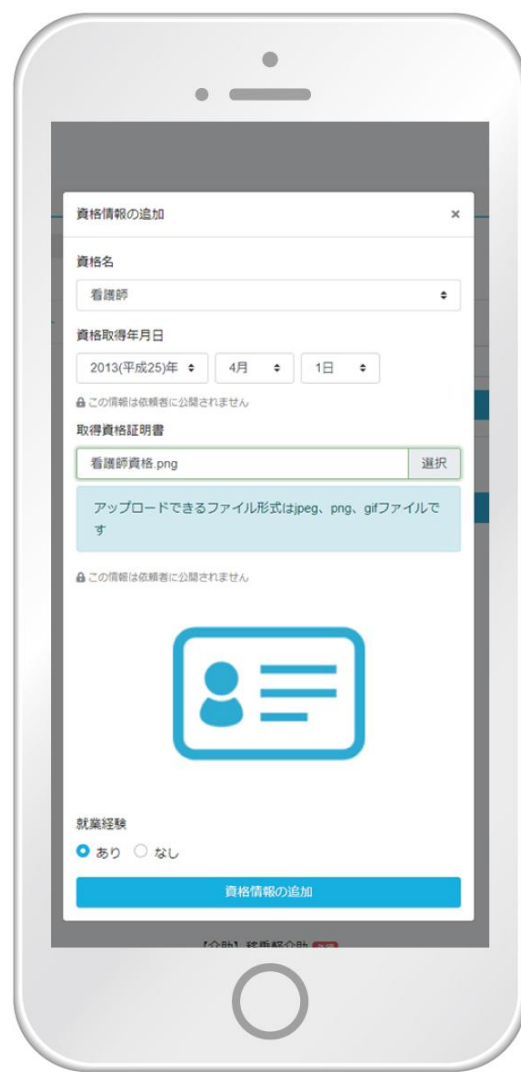 資格情報の追加 ×
資格名
看護師
資格取得年月日
2013(平成25)年 4月 1日
この情報は依頼者に公開されません
取得資格証明書
看護師資格.png 選択
アップロードできるファイル形式はjpeg、png、gifファイルで
す
この情報は依頼者に公開されません
就業経験
あり なし
資格情報の追加